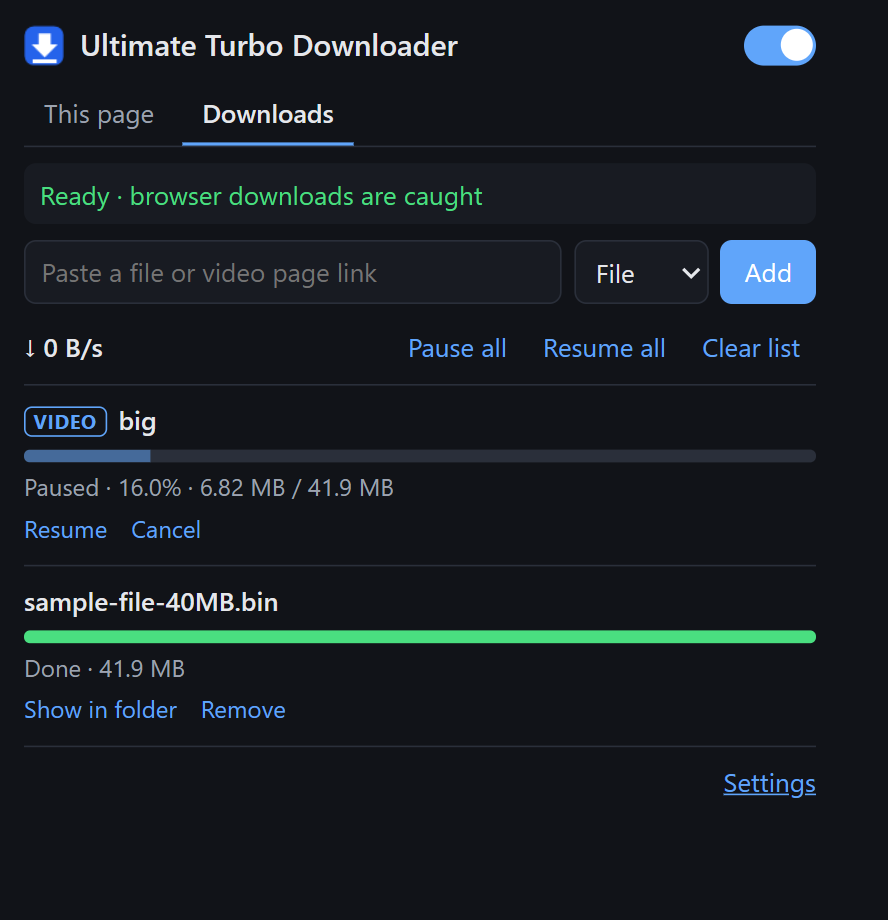 Ultimate Turbo Downloader
This page Downloads
Ready · browser downloads are caught
Paste a file or video page link File Add
↓ 0 B/s Pause all Resume all Clear list
VIDEO big
Paused · 16.0% · 6.82 MB / 41.9 MB
Resume Cancel
sample-file-40MB.bin
Done · 41.9 MB
Show in folder Remove
Settings